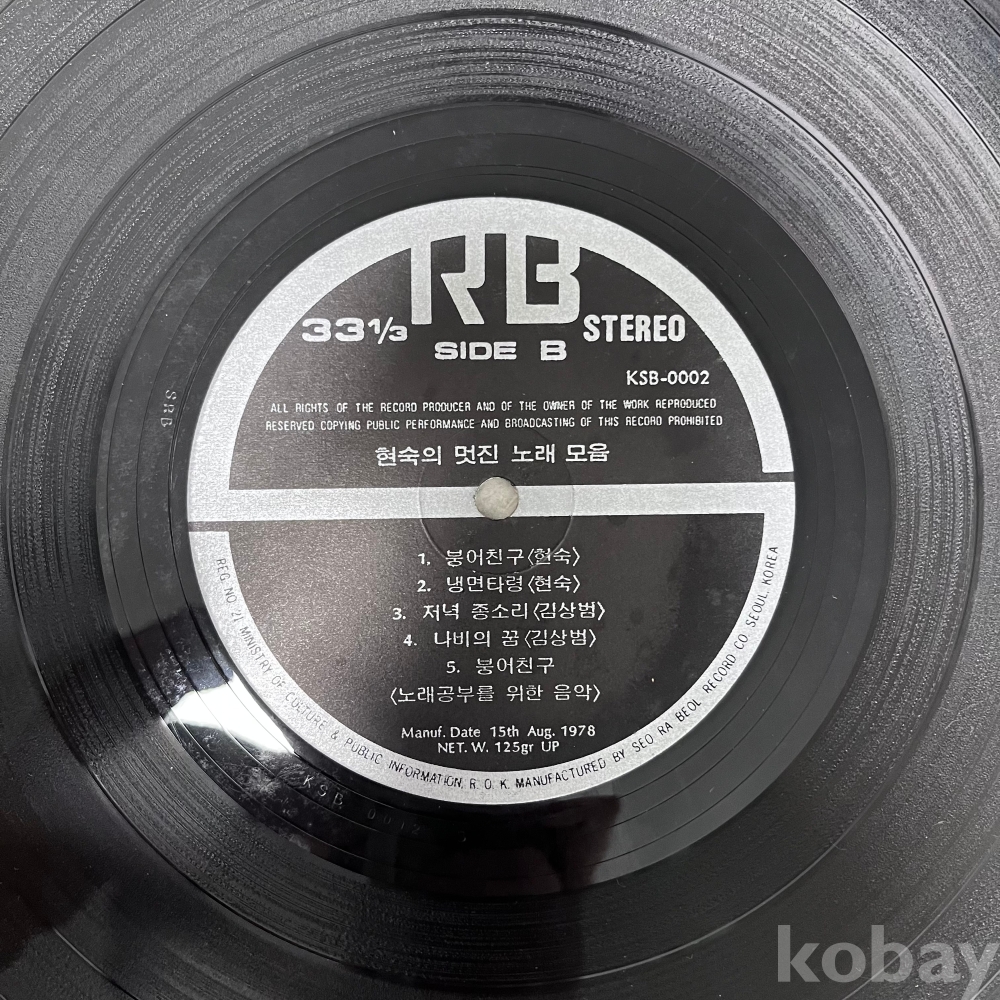 RB
33⅓ STEREO
SIDE B
KSB-0002
ALL RIGHTS OF THE RECORD PRODUCER AND OF THE OWNER OF THE WORK REPRODUCED
RESERVED COPYING PUBLIC PERFORMANCE AND BROADCASTING OF THIS RECORD PROHIBITED
현숙의 멋진 노래 모음
1. 붕어친구〈현숙〉
2. 냉면타령〈현숙〉
3. 저녁 종소리〈김상범〉
4. 나비의 꿈〈김상범〉
5. 붕어친구
〈노래공부를 위한 음악〉
Manuf. Date 15th Aug. 1978
NET. W. 125gr UP
REG NO. 21 MINISTRY OF CULTURE & PUBLIC INFORMATION. R. O. K. MANUFACTURED BY SEO RA BEOL RECORD CO SEOUL, KOREA
SRB
KSB
kobay